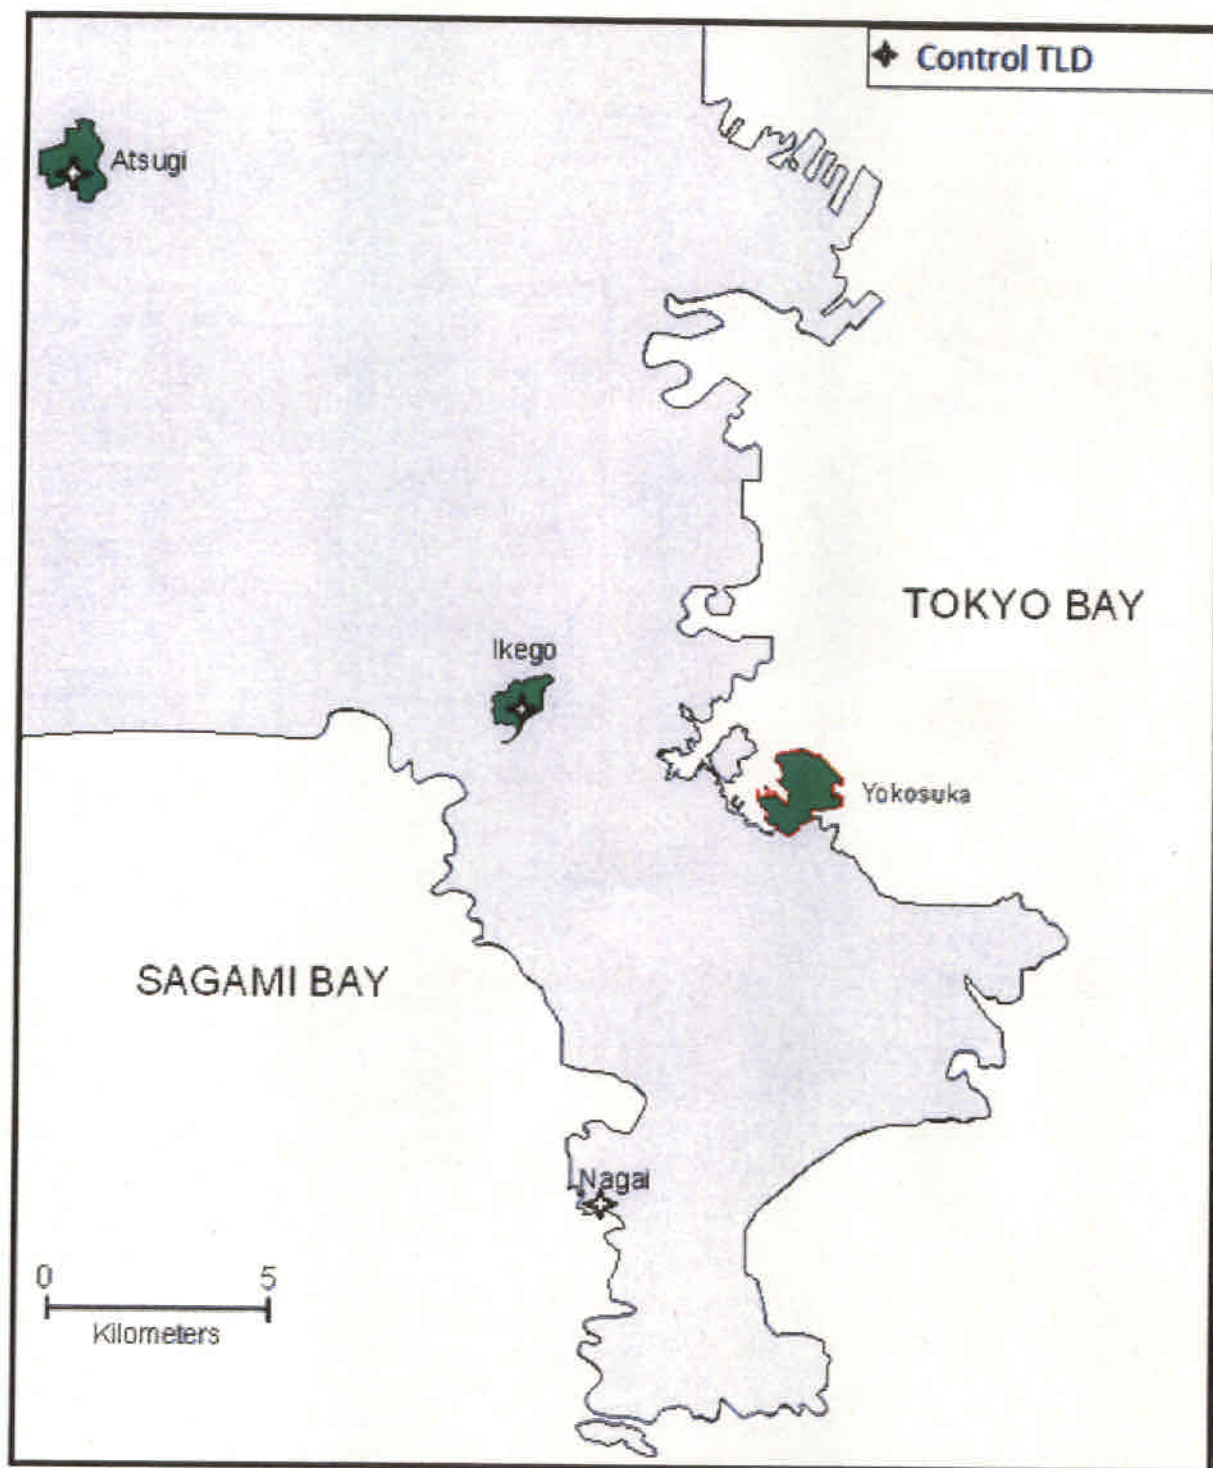 Control TLD
Atsugi
TOKYO BAY
Ikego
Yokosuka
SAGAMI BAY
Nagai
0 5
Kilometers